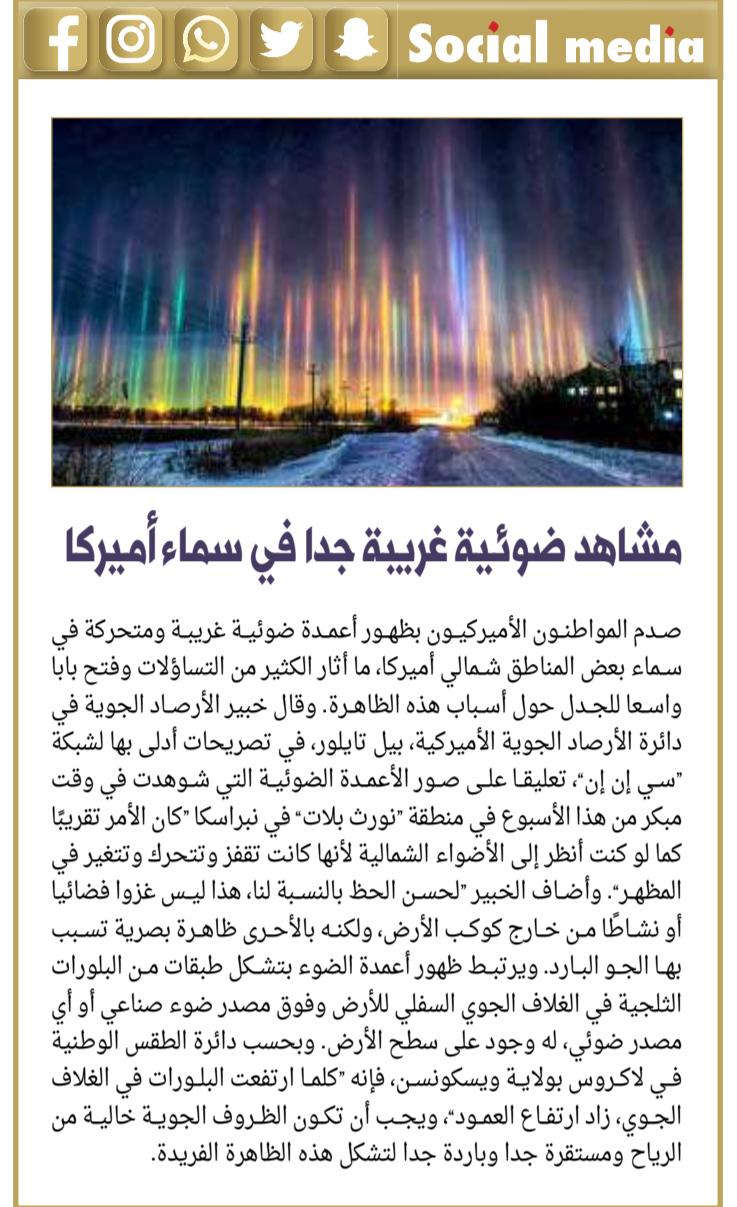 Social media
مشاهد ضوئية غريبة جدا في سماء أميركا
صدم المواطنون الأميركيون بظهور أعمدة ضوئية غريبة ومتحركة في
سماء بعض المناطق شمالي أميركا، ما أثار الكثير من التساؤلات وفتح بابا
واسعا للجدل حول أسباب هذه الظاهرة. وقال خبير الأرصاد الجوية في
دائرة الأرصاد الجوية الأميركية، بيل تايلور، في تصريحات أدلى بها لشبكة
”سي إن إن“، تعليقا على صور الأعمدة الضوئية التي شوهدت في وقت
مبكر من هذا الأسبوع في منطقة ”نورث بلات“ في نبراسكا ”كان الأمر تقريبًا
كما لو كنت أنظر إلى الأضواء الشمالية لأنها كانت تقفز وتتحرك وتتغير في
المظهر“. وأضاف الخبير ”لحسن الحظ بالنسبة لنا، هذا ليس غزوا فضائيا
أو نشاطًا من خارج كوكب الأرض، ولكنه بالأحرى ظاهرة بصرية تسبب
بها الجو البارد. ويرتبط ظهور أعمدة الضوء بتشكل طبقات من البلورات
الثلجية في الغلاف الجوي السفلي للأرض وفوق مصدر ضوء صناعي أو أي
مصدر ضوئي، له وجود على سطح الأرض. وبحسب دائرة الطقس الوطنية
في لاكروس بولاية ويسكونسن، فإنه ”كلما ارتفعت البلورات في الغلاف
الجوي، زاد ارتفاع العمود“، ويجب أن تكون الظروف الجوية خالية من
الرياح ومستقرة جدا وباردة جدا لتشكل هذه الظاهرة الفريدة.